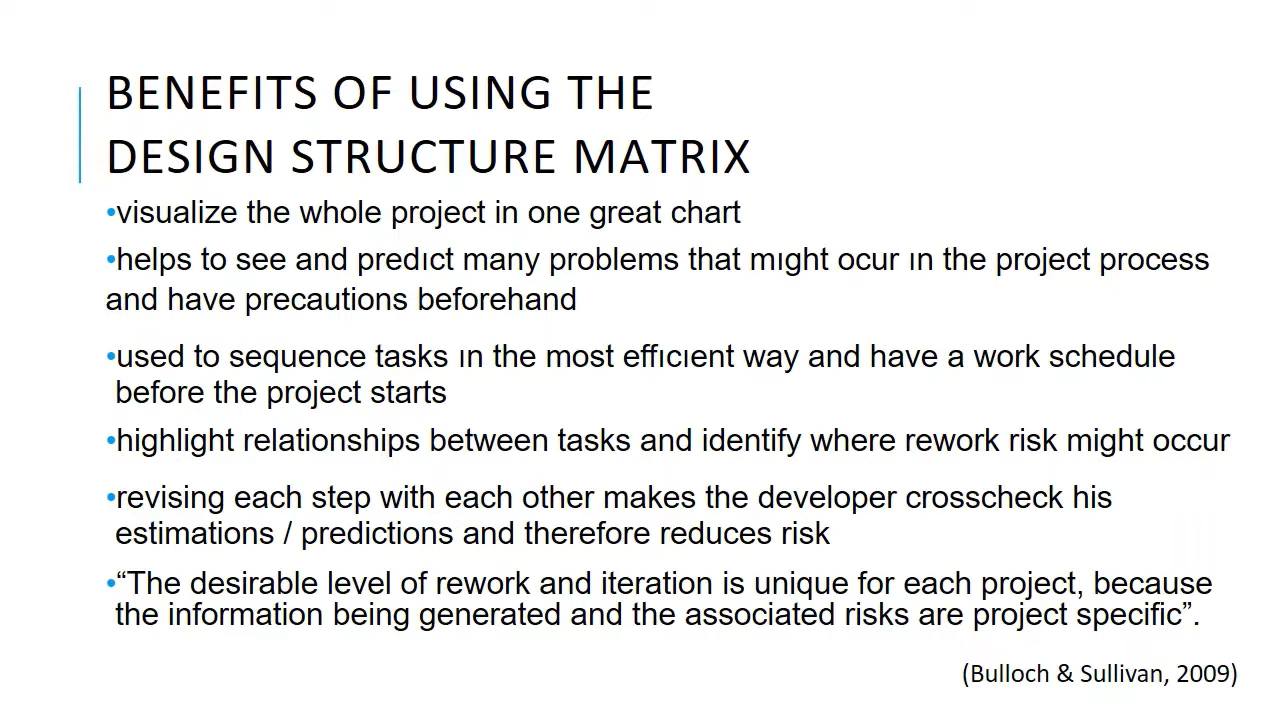 BENEFITS OF USING THE
DESIGN STRUCTURE MATRIX
•visualize the whole project in one great chart
•helps to see and predıct many problems that mıght ocur ın the project process
and have precautions beforehand
•used to sequence tasks ın the most effıcıent way and have a work schedule
before the project starts
•highlight relationships between tasks and identify where rework risk might occur
•revising each step with each other makes the developer crosscheck his
estimations / predictions and therefore reduces risk
•“The desirable level of rework and iteration is unique for each project, because
the information being generated and the associated risks are project specific”.
(Bulloch & Sullivan, 2009)